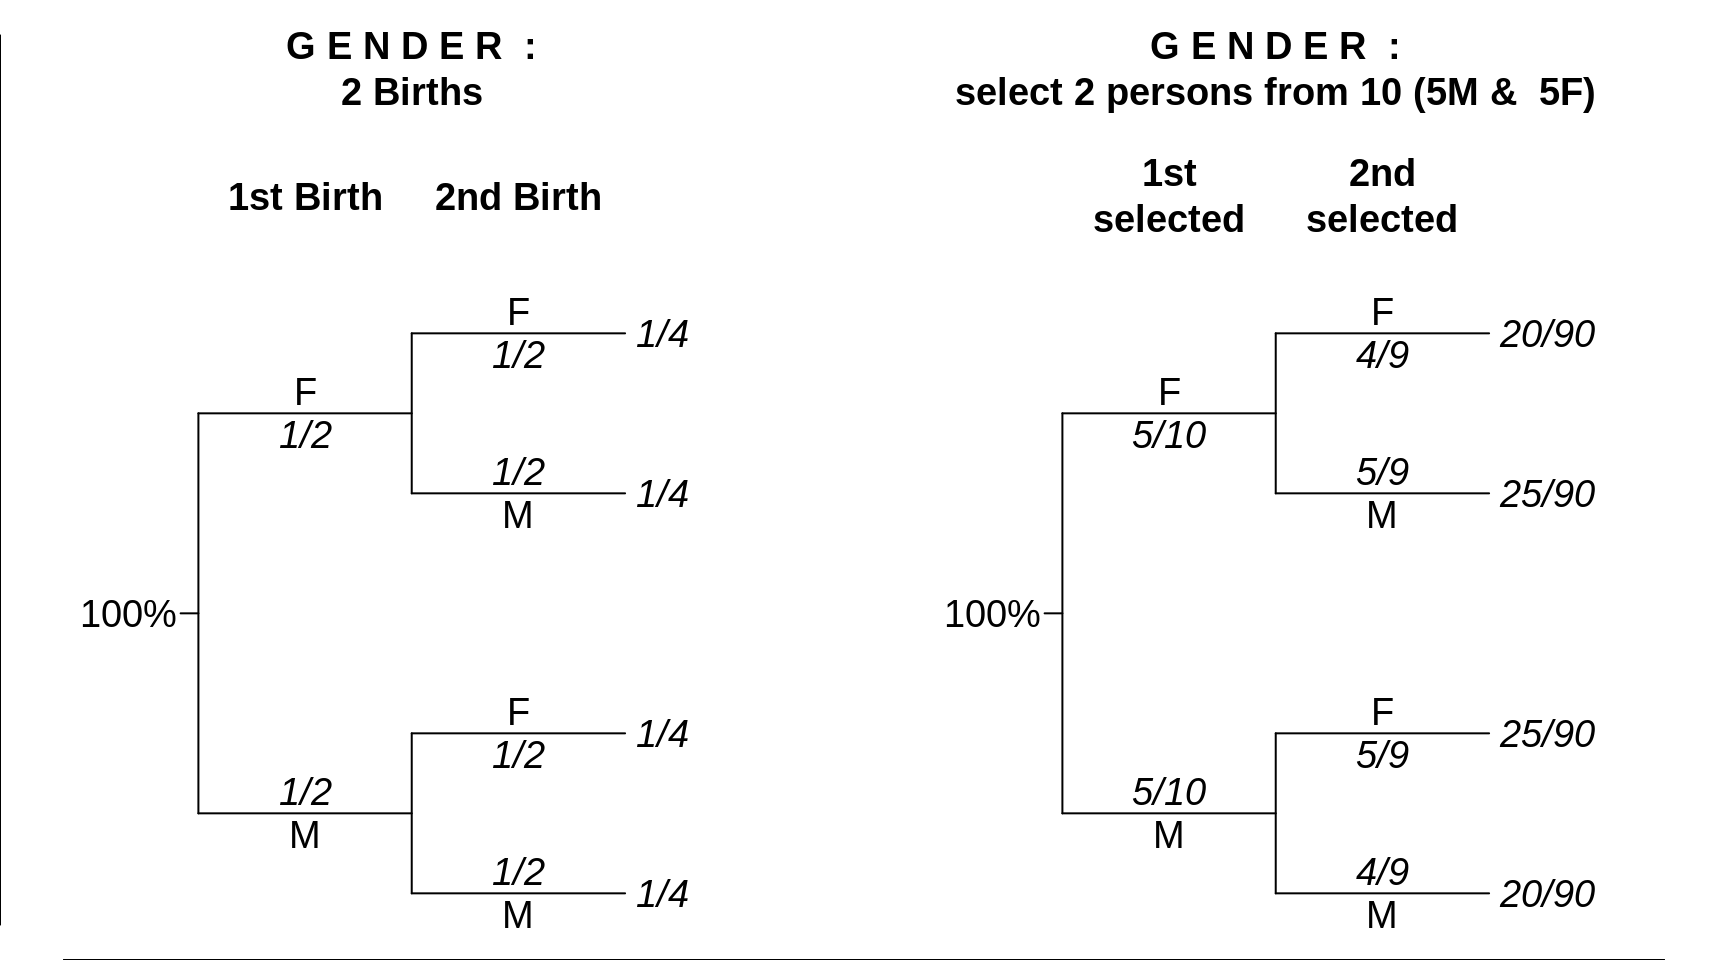 G E N D E R :
2 Births
1st Birth 2nd Birth
F
1/2
F
1/2
1/4
1/2
M
1/4
100%
1/2
M
F
1/2
1/4
1/2
M
1/4
G E N D E R :
select 2 persons from 10 (5M & 5F)
1st
selected
2nd
selected
F
5/10
F
4/9
20/90
5/9
M
25/90
100%
5/10
M
F
5/9
25/90
4/9
M
20/90